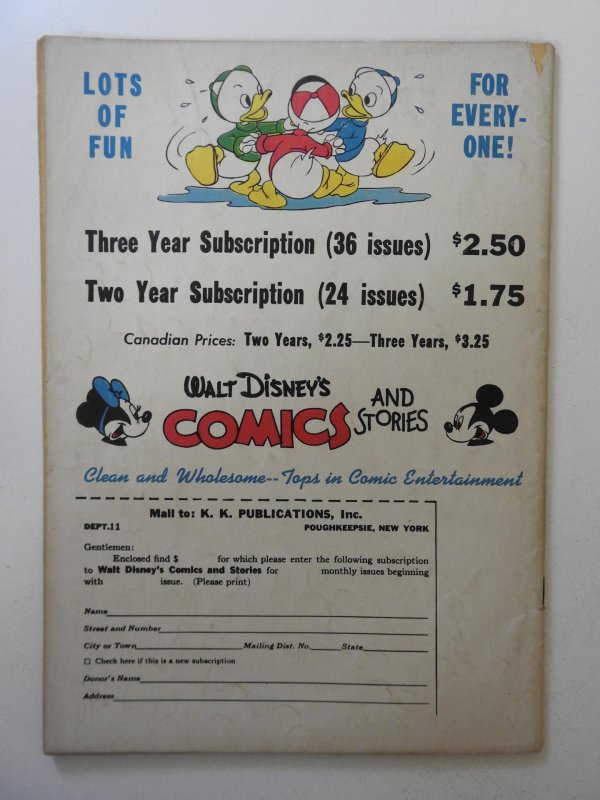 LOTS
OF
FUN
FOR
EVERY-
ONE!
Three Year Subscription (36 issues) $2.50
Two Year Subscription (24 issues) $1.75
Canadian Prices: Two Years, $2.25—Three Years, $3.25
WALT DISNEY'S
COMICS AND STORIES
Clean and Wholesome--Tops in Comic Entertainment
Mail to: K. K. PUBLICATIONS, Inc.
DEPT.11 POUGHKEEPSIE, NEW YORK
Gentlemen:
Enclosed find $ for which please enter the following subscription
to Walt Disney's Comics and Stories for monthly issues beginning
with issue. (Please print)
Name
Street and Number
City or Town Mailing Dist. No. State
Check here if this is a new subscription
Donor's Name
Address